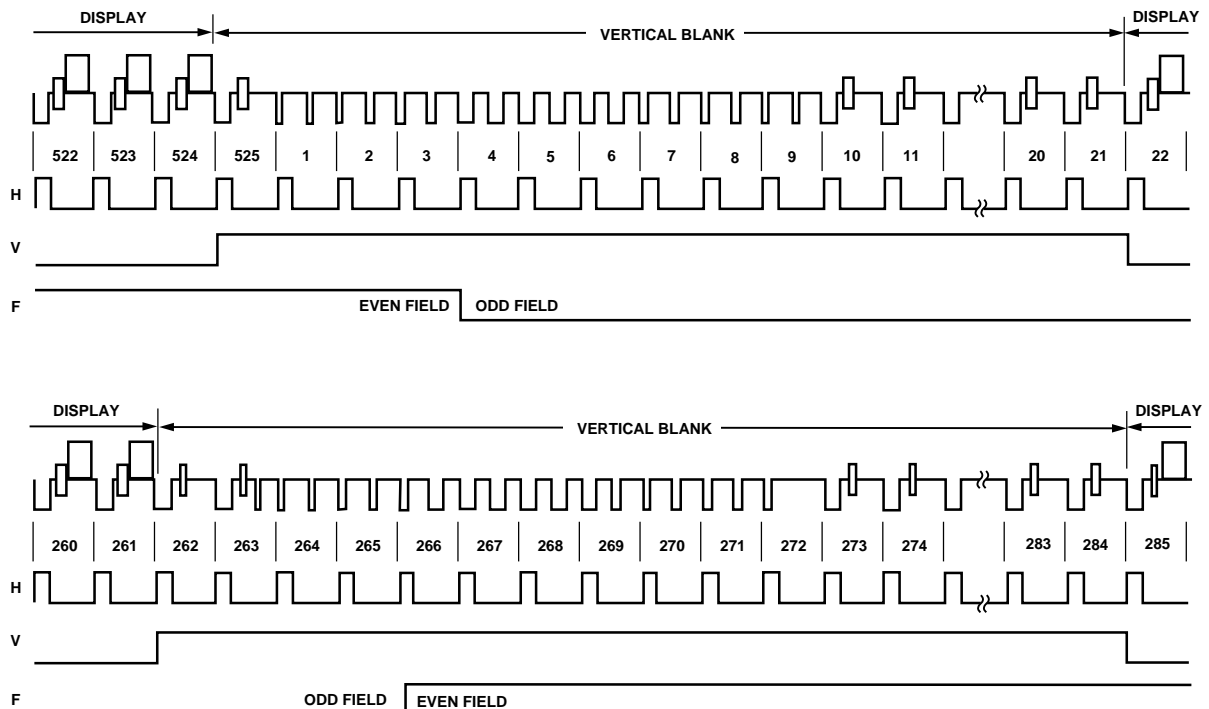 DISPLAY VERTICAL BLANK DISPLAY
522 523 524 525 1 2 3 4 5 6 7 8 9 10 11 20 21 22
H
V
F EVEN FIELD ODD FIELD
DISPLAY VERTICAL BLANK DISPLAY
260 261 262 263 264 265 266 267 268 269 270 271 272 273 274 283 284 285
H
V
F ODD FIELD EVEN FIELD